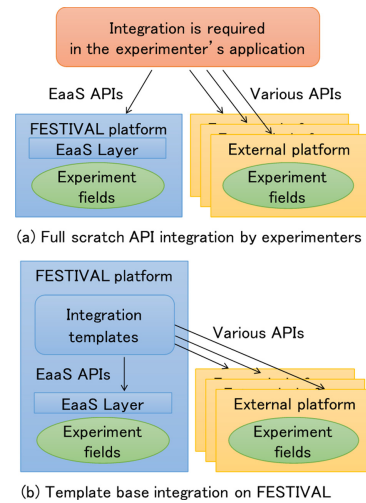 Integration is required
in the experimenter's application
EaaS APIs
Various APIs
FESTIVAL platform
EaaS Layer
Experiment
fields
External platform
Experiment
fields
(a) Full scratch API integration by experimenters
FESTIVAL platform
Integration
templates
Various APIs
EaaS APIs
EaaS Layer
Experiment
fields
External platform
Experiment
fields
(b) Template base integration on FESTIVAL